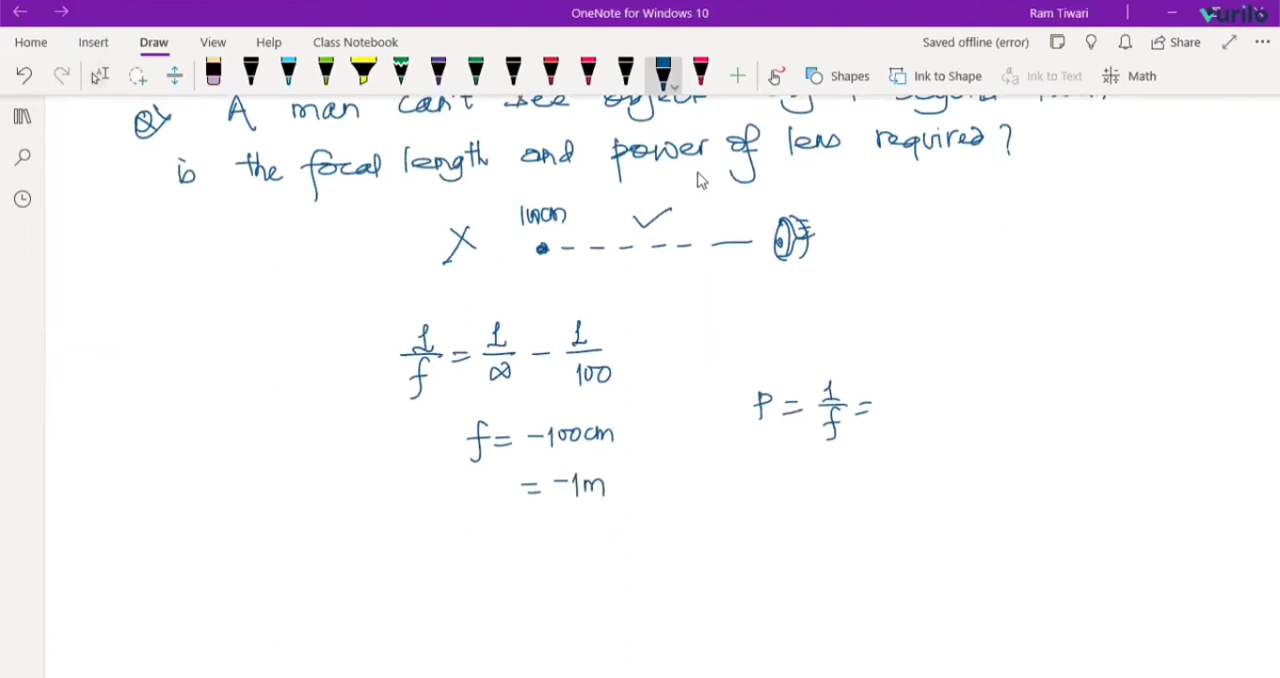 OneNote for Windows 10
Ram Tiwari
Vurilo
Home Insert Draw View Help Class Notebook
Saved offline (error) Share
Shapes Ink to Shape Ink to Text Math
Q) A man can't see object beyond
is the focal length and power of lens required?
X 100cm ✓
1/f = 1/∞ - 1/100
P = 1/f =
f = -100cm
= -1m